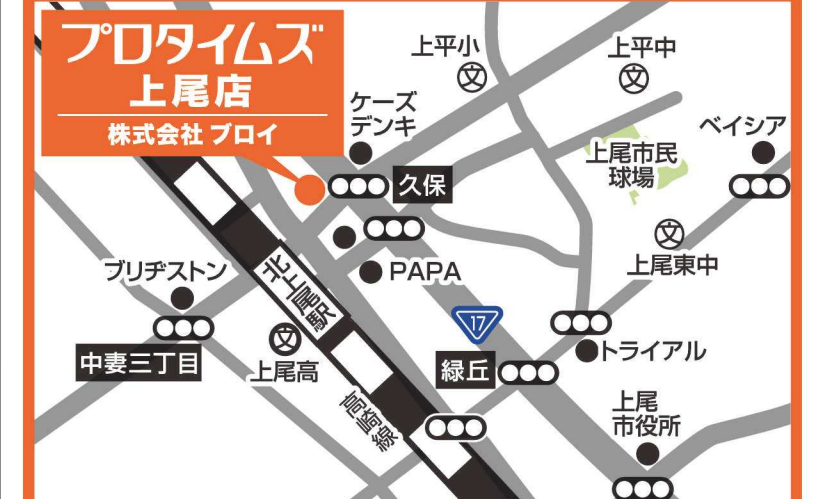 プロタイムズ
上尾店
株式会社 ブロイ
上平小
文
上平中
文
ケーズ
デンキ
ベイシア
上尾市民
球場
久保
文
上尾東中
PAPA
ブリヂストン
北上尾駅
17
中妻三丁目
文
上尾高
トライアル
緑丘
高崎線
上尾
市役所